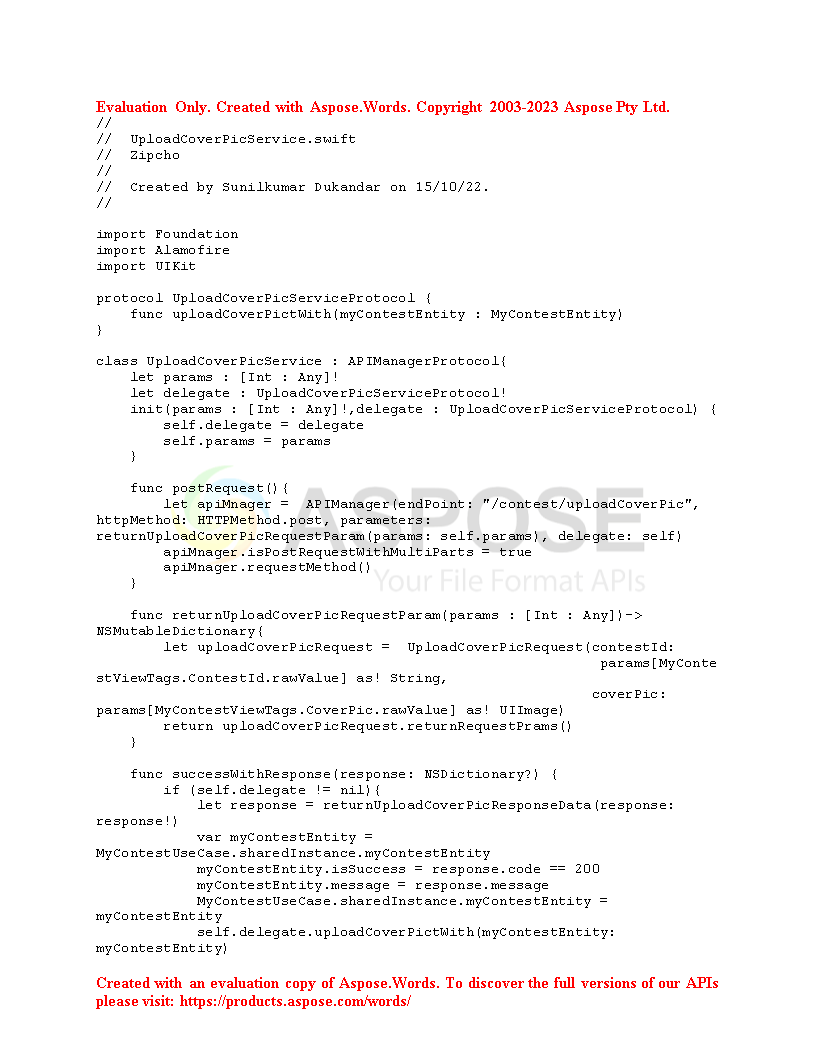 Evaluation Only. Created with Aspose.Words. Copyright 2003-2023 Aspose Pty Ltd.
//
//  UploadCoverPicService.swift
//  Zipcho
//
//  Created by Sunilkumar Dukandar on 15/10/22.
//

import Foundation
import Alamofire
import UIKit

protocol UploadCoverPicServiceProtocol {
    func uploadCoverPictWith(myContestEntity : MyContestEntity)
}

class UploadCoverPicService : APIManagerProtocol{
    let params : [Int : Any]!
    let delegate : UploadCoverPicServiceProtocol!
    init(params : [Int : Any]!,delegate : UploadCoverPicServiceProtocol) {
        self.delegate = delegate
        self.params = params
    }

    func postRequest(){
        let apiMnager =  APIManager(endPoint: "/contest/uploadCoverPic",
httpMethod: HTTPMethod.post, parameters:
returnUploadCoverPicRequestParam(params: self.params), delegate: self)
        apiMnager.isPostRequestWithMultiParts = true
        apiMnager.requestMethod()
    }

    func returnUploadCoverPicRequestParam(params : [Int : Any])->
NSMutableDictionary{
        let uploadCoverPicRequest =  UploadCoverPicRequest(contestId:
                                                            params[MyConte
stViewTags.ContestId.rawValue] as! String,
                                                           coverPic:
params[MyContestViewTags.CoverPic.rawValue] as! UIImage)
        return uploadCoverPicRequest.returnRequestPrams()
    }

    func successWithResponse(response: NSDictionary?) {
        if (self.delegate != nil){
            let response = returnUploadCoverPicResponseData(response:
response!)
            var myContestEntity =
MyContestUseCase.sharedInstance.myContestEntity
            myContestEntity.isSuccess = response.code == 200
            myContestEntity.message = response.message
            MyContestUseCase.sharedInstance.myContestEntity =
myContestEntity
            self.delegate.uploadCoverPictWith(myContestEntity:
myContestEntity)
ASPOSE
Your File Format APIs
Created with an evaluation copy of Aspose.Words. To discover the full versions of our APIs
please visit: https://products.aspose.com/words/